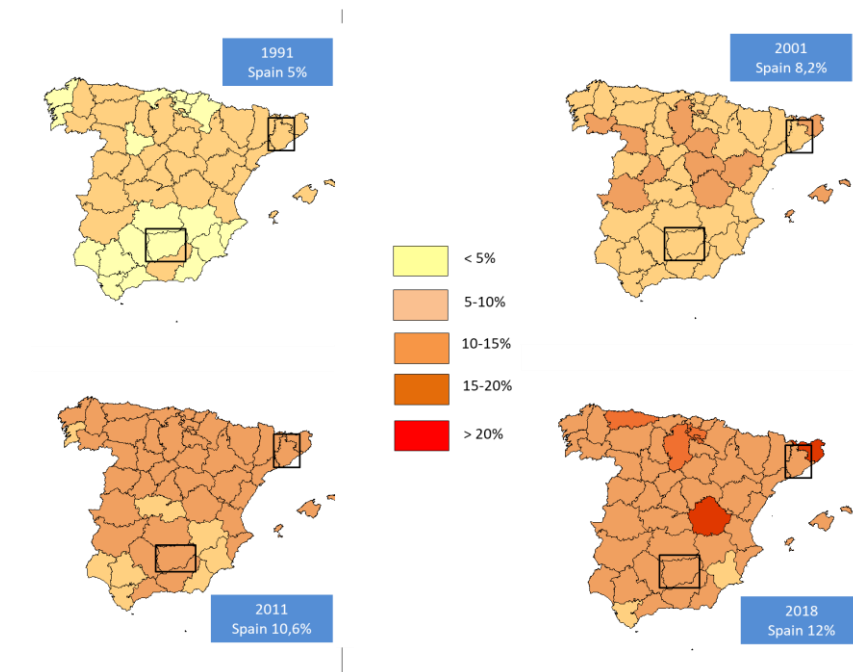 1991
Spain 5%
2001
Spain 8,2%
< 5%
5-10%
10-15%
15-20%
> 20%
2011
Spain 10,6%
2018
Spain 12%